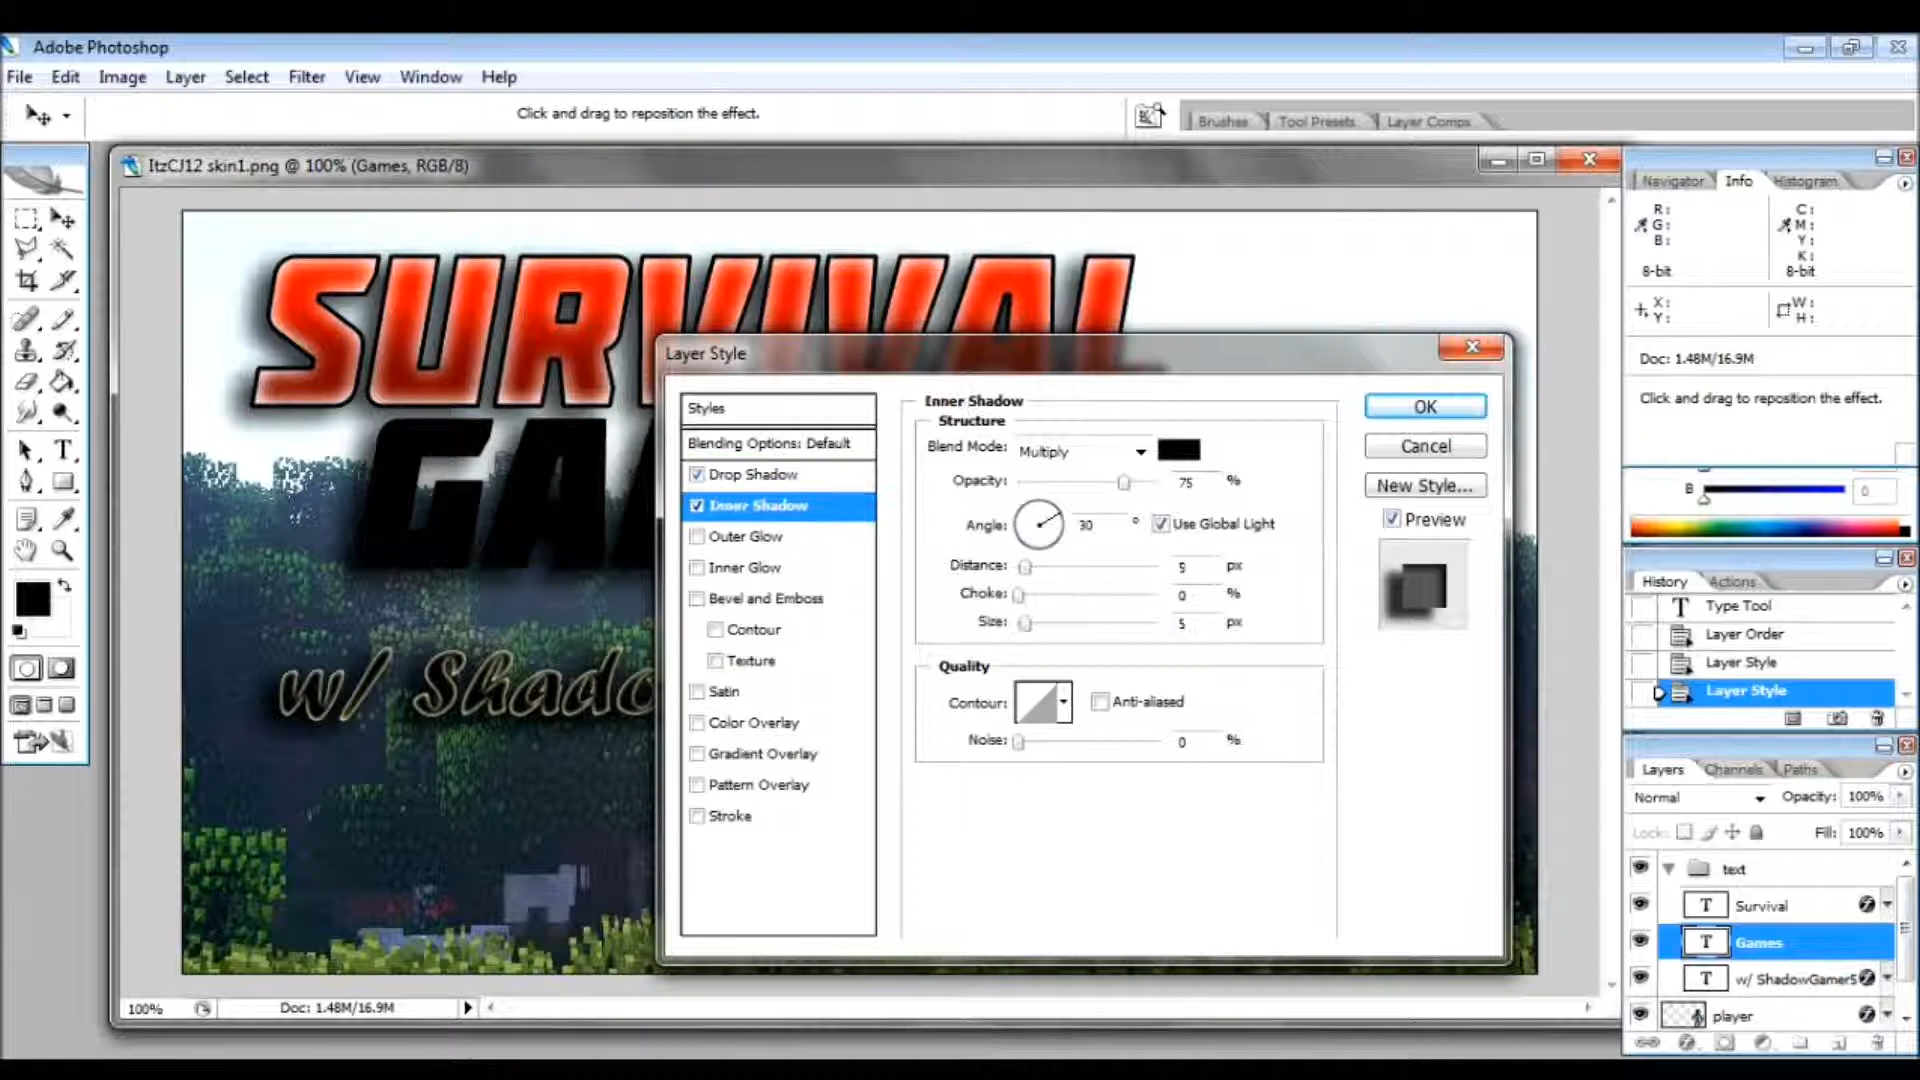 Adobe Photoshop
File Edit Image Layer Select Filter View Window Help
Click and drag to reposition the effect.
Brushes Tool Presets Layer Comps
ItzCJ12 skin1.png @ 100% (Games, RGB/8)
SURVIVAL
GA
w/ Shado
100% Doc: 1.48M/16.9M
Layer Style
Styles
Blending Options: Default
Drop Shadow
Inner Shadow
Outer Glow
Inner Glow
Bevel and Emboss
Contour
Texture
Satin
Color Overlay
Gradient Overlay
Pattern Overlay
Stroke
Inner Shadow
Structure
Blend Mode: Multiply
Opacity: 75 %
Angle: 30 ° Use Global Light
Distance: 5 px
Choke: 0 %
Size: 5 px
Quality
Contour: Anti-aliased
Noise: 0 %
OK
Cancel
New Style...
Preview
Navigator Info Histogram
R: C:
G: M:
B: Y:
K:
8-bit 8-bit
X: W:
Y: H:
Doc: 1.48M/16.9M
Click and drag to reposition the effect.
B 0
History Actions
Type Tool
Layer Order
Layer Style
Layer Style
Layers Channels Paths
Normal Opacity: 100%
Lock: Fill: 100%
text
T Survival
T Games
T w/ ShadowGamerS
player